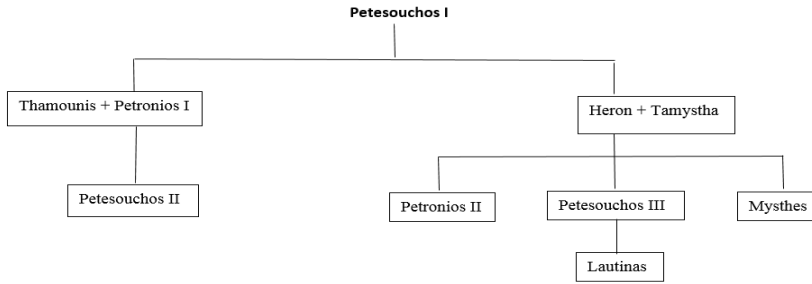 Petesouchos I
Thamounis + Petronios I
Heron + Tamystha
Petesouchos II
Petronios II
Petesouchos III
Mysthes
Lautinas